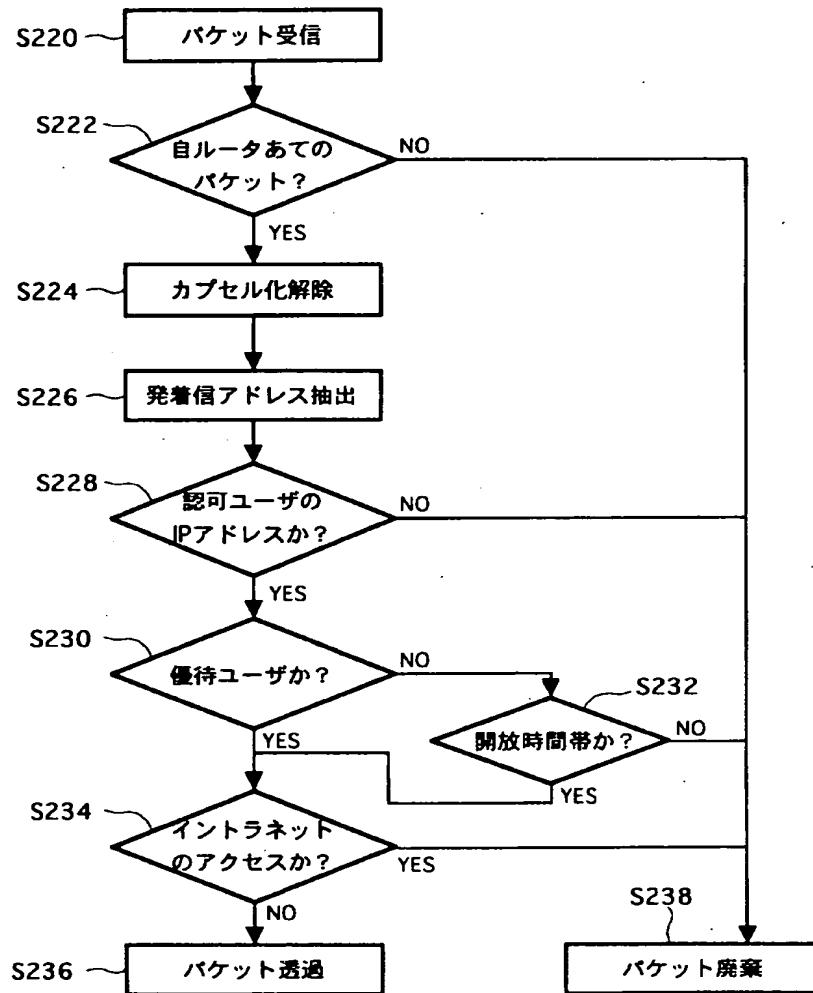 S220
パケット受信
S222
自ルータあての
パケット？
NO
YES
S224
カプセル化解除
S226
発着信アドレス抽出
S228
認可ユーザの
IPアドレスか？
NO
YES
S230
優待ユーザか？
NO
S232
開放時間帯か？
NO
YES
YES
S234
イントラネット
のアクセスか？
YES
NO
S238
S236
パケット透過
パケット廃棄